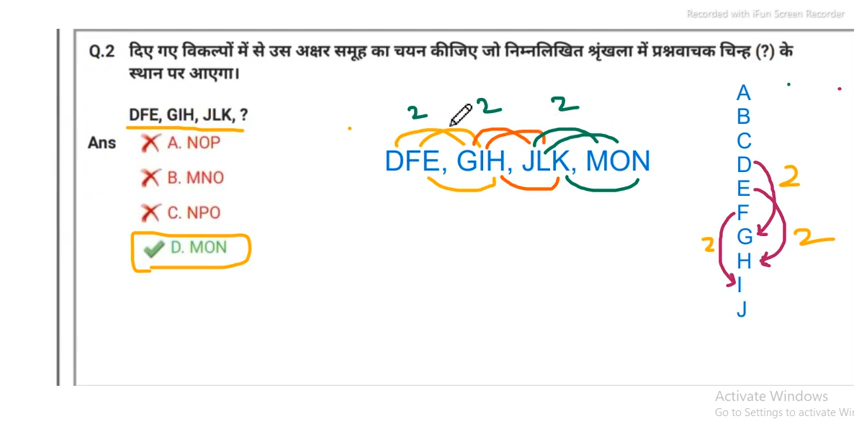 Recorded with iFun Screen Recorder
Q.2 दिए गए विकल्पों में से उस अक्षर समूह का चयन कीजिए जो निम्नलिखित श्रृंखला में प्रश्नवाचक चिन्ह (?) के
स्थान पर आएगा।
DFE, GIH, JLK, ?
Ans A. NOP
B. MNO
C. NPO
D. MON
2 2 2
DFE, GIH, JLK, MON
A
B
C
D
E 2
F
G 2 2
H
I
J
Activate Windows
Go to Settings to activate Win